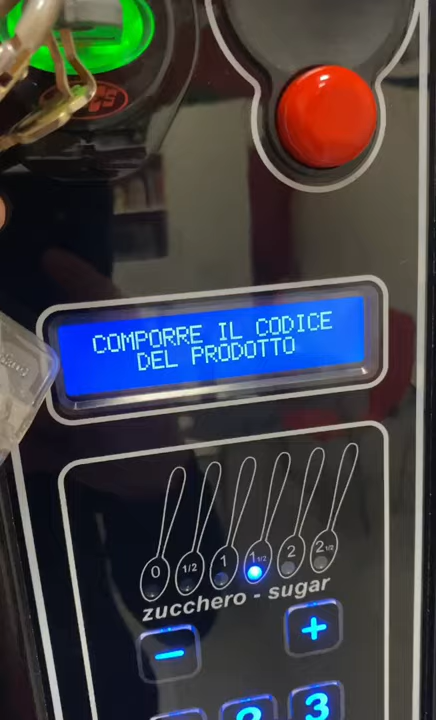 COMPORRE IL CODICE
DEL PRODOTTO
0 1/2 1 1 1/2 2 2 1/2
zucchero - sugar
- +
2 3